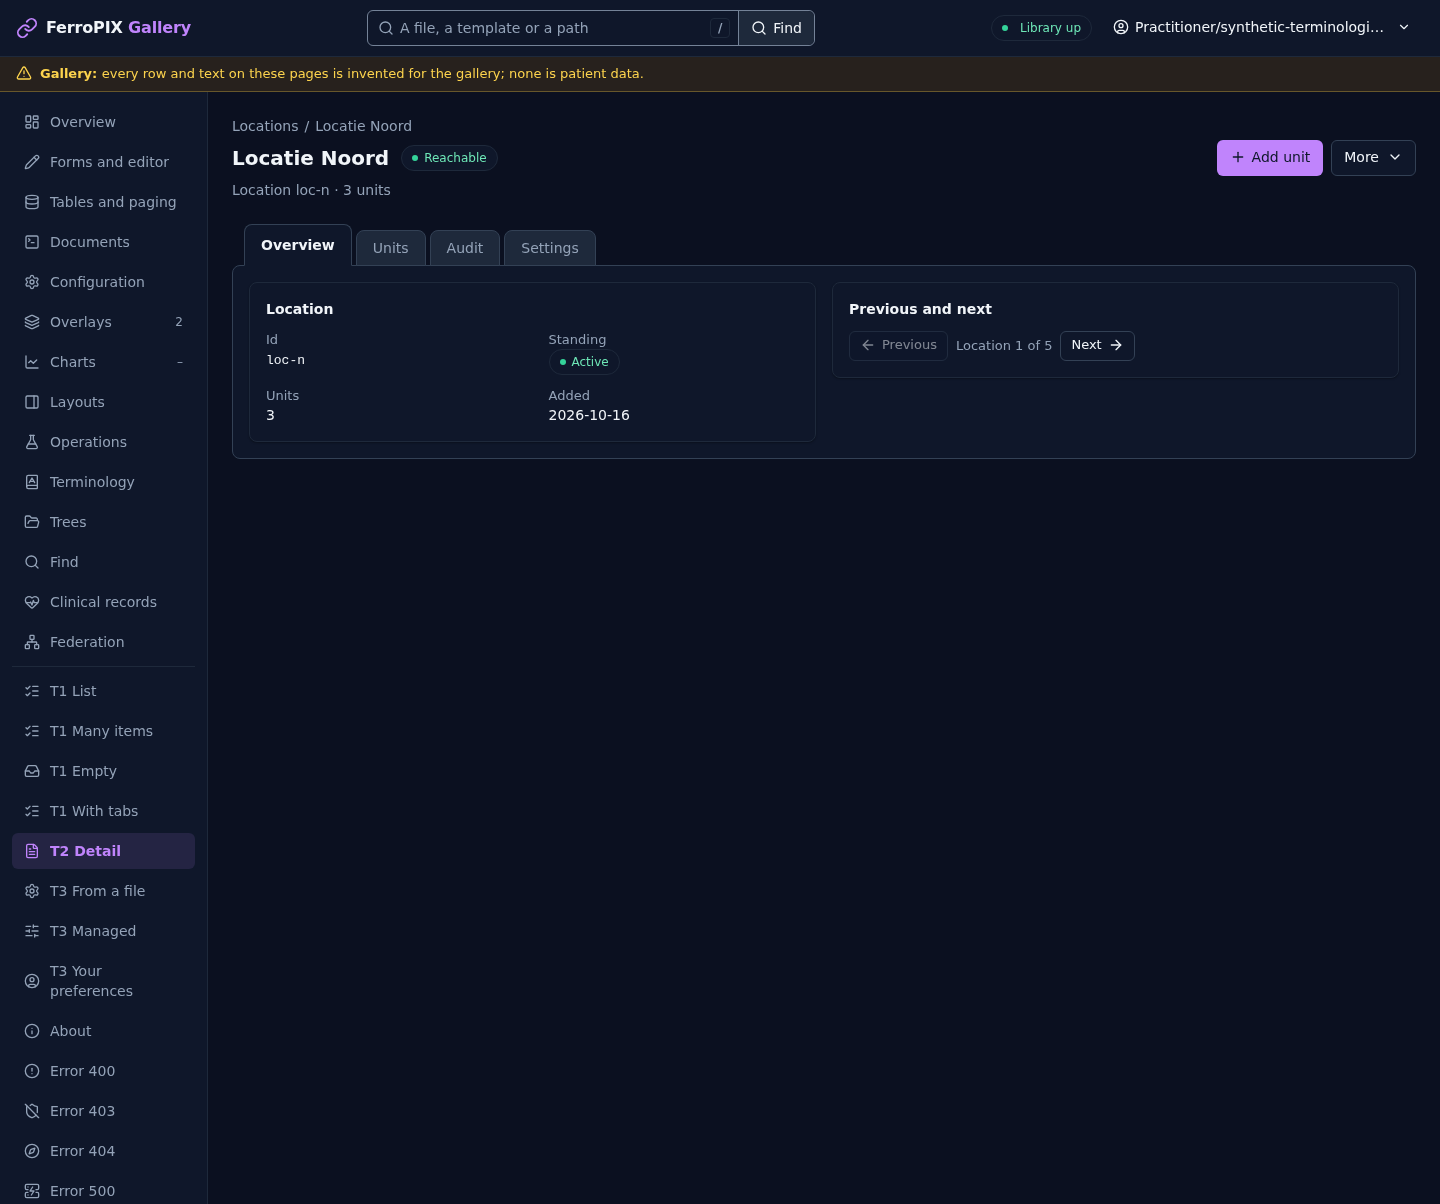 FerroPIX Gallery
A file, a template or a path
/
Find
Library up
Practitioner/synthetic-terminologi…
Gallery: every row and text on these pages is invented for the gallery; none is patient data.
Overview
Forms and editor
Tables and paging
Documents
Configuration
Overlays 2
Charts –
Layouts
Operations
Terminology
Trees
Find
Clinical records
Federation
T1 List
T1 Many items
T1 Empty
T1 With tabs
T2 Detail
T3 From a file
T3 Managed
T3 Your
preferences
About
Error 400
Error 403
Error 404
Error 500
Locations / Locatie Noord
Locatie Noord
Reachable
Location loc-n · 3 units
Add unit
More
Overview
Units
Audit
Settings
Location
Id
loc-n
Standing
Active
Units
3
Added
2026-10-16
Previous and next
Previous
Location 1 of 5
Next